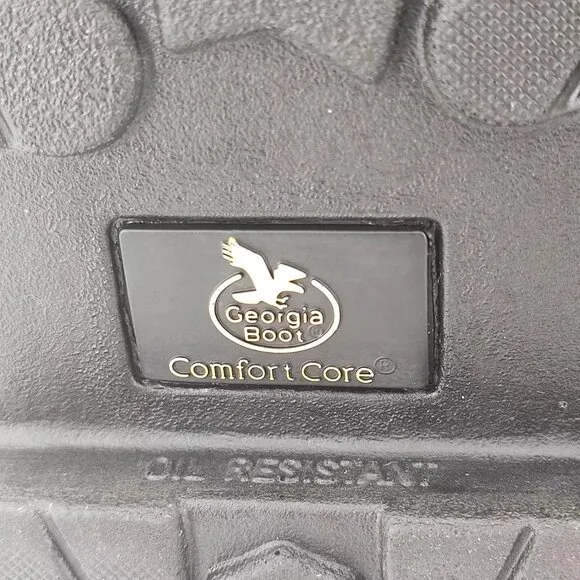 Georgia
Boot®
Comfort Core®
OIL RESISTANT